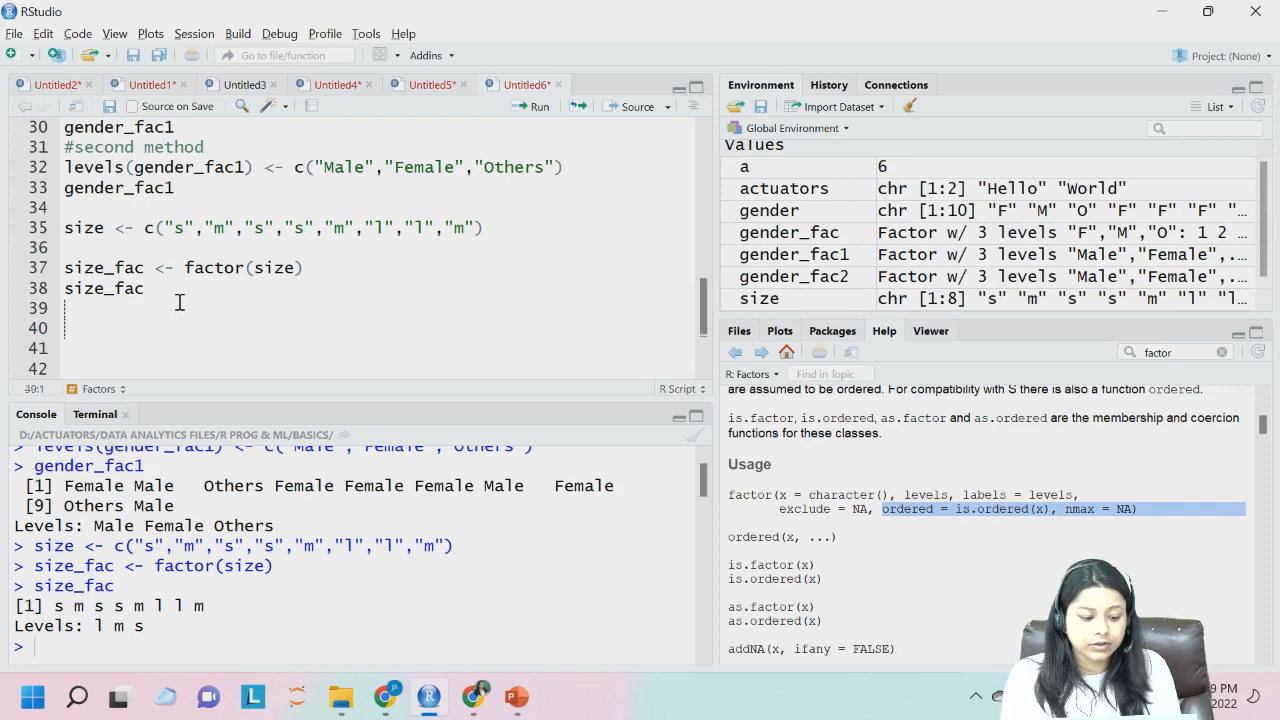 RStudio
File Edit Code View Plots Session Build Debug Profile Tools Help
Go to file/function Addins Project: (None)
Untitled2* Untitled1* Untitled3 Untitled4* Untitled5* Untitled6*
Source on Save Run Source
30 gender_fac1
31 #second method
32 levels(gender_fac1) <- c("Male","Female","Others")
33 gender_fac1
34
35 size <- c("s","m","s","s","m","l","l","m")
36
37 size_fac <- factor(size)
38 size_fac
39
40
41
42
39:1 Factors R Script
Console Terminal
D:/ACTUATORS/DATA ANALYTICS FILES/R PROG & ML/BASICS/
> levels(gender_fac1) <- c("Male","Female","Others")
> gender_fac1
[1] Female Male Others Female Female Female Male Female
[9] Others Male
Levels: Male Female Others
> size <- c("s","m","s","s","m","l","l","m")
> size_fac <- factor(size)
> size_fac
[1] s m s s m l l m
Levels: l m s
>
Environment History Connections
Import Dataset List
Global Environment
Values
a 6
actuators chr [1:2] "Hello" "World"
gender chr [1:10] "F" "M" "O" "F" "F" "F" "…
gender_fac Factor w/ 3 levels "F","M","O": 1 2 …
gender_fac1 Factor w/ 3 levels "Male","Female",…
gender_fac2 Factor w/ 3 levels "Male","Female",…
size chr [1:8] "s" "m" "s" "s" "m" "l" "l…
Files Plots Packages Help Viewer
factor
R: Factors Find in Topic
are assumed to be ordered. For compatibility with S there is also a function ordered.
is.factor, is.ordered, as.factor and as.ordered are the membership and coercion
functions for these classes.
Usage
factor(x = character(), levels, labels = levels,
exclude = NA, ordered = is.ordered(x), nmax = NA)
ordered(x, ...)
is.factor(x)
is.ordered(x)
as.factor(x)
as.ordered(x)
addNA(x, ifany = FALSE)
L
P
9 PM
2022